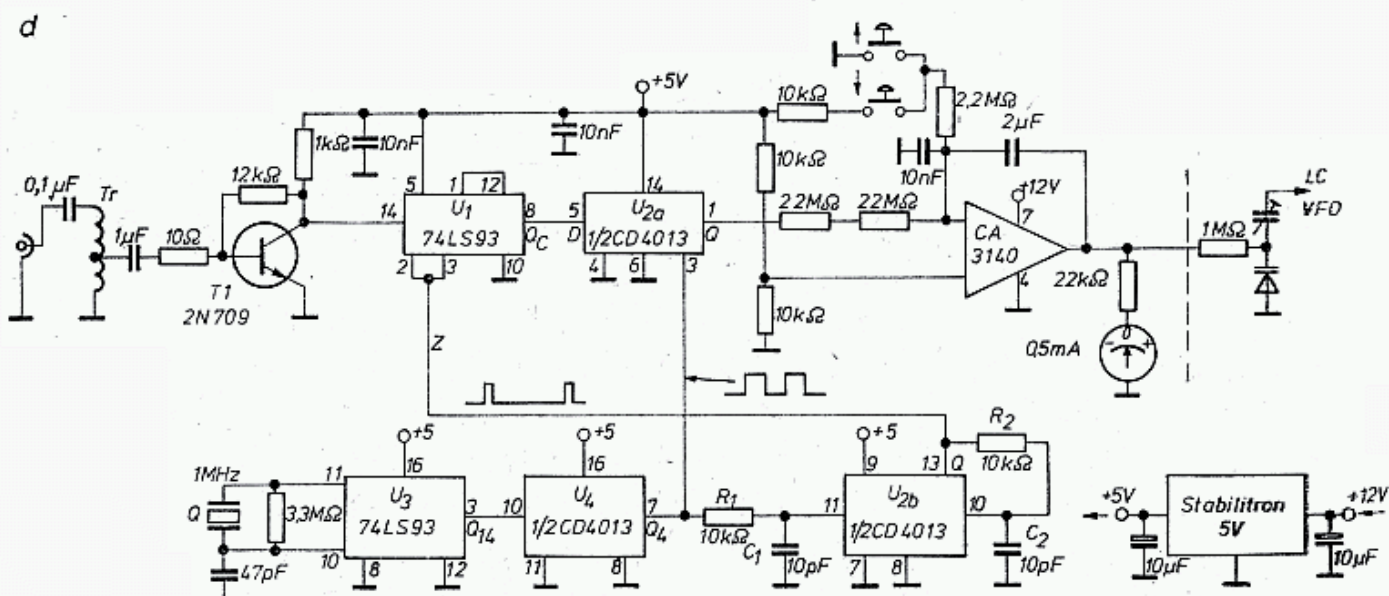 d
+5V
10kΩ
2,2MΩ
2µF
1kΩ
10nF
10nF
10kΩ
10nF
+12V
0,1µF
Tr
12kΩ
5
1
12
14
7
1µF
10Ω
14
U1
8
5
U2a
1
22MΩ
CA
3140
1MΩ
LC
VFO
74LS93
QC
D
1/2CD4013
Q
2
3
10
4
6
3
4
22kΩ
T1
2N709
10kΩ
Z
0,5mA
- +
+5
+5
+5
R2
10kΩ
1MHz
11
16
16
9
13
Q
Q
3,3MΩ
U3
74LS93
3
Q14
10
U4
1/2CD4013
7
Q4
R1
10kΩ
11
U2b
1/2CD4013
10
+5V
Stabilitron
5V
+12V
10
47pF
8
12
11
8
C1
10pF
7
8
C2
10pF
10µF
10µF